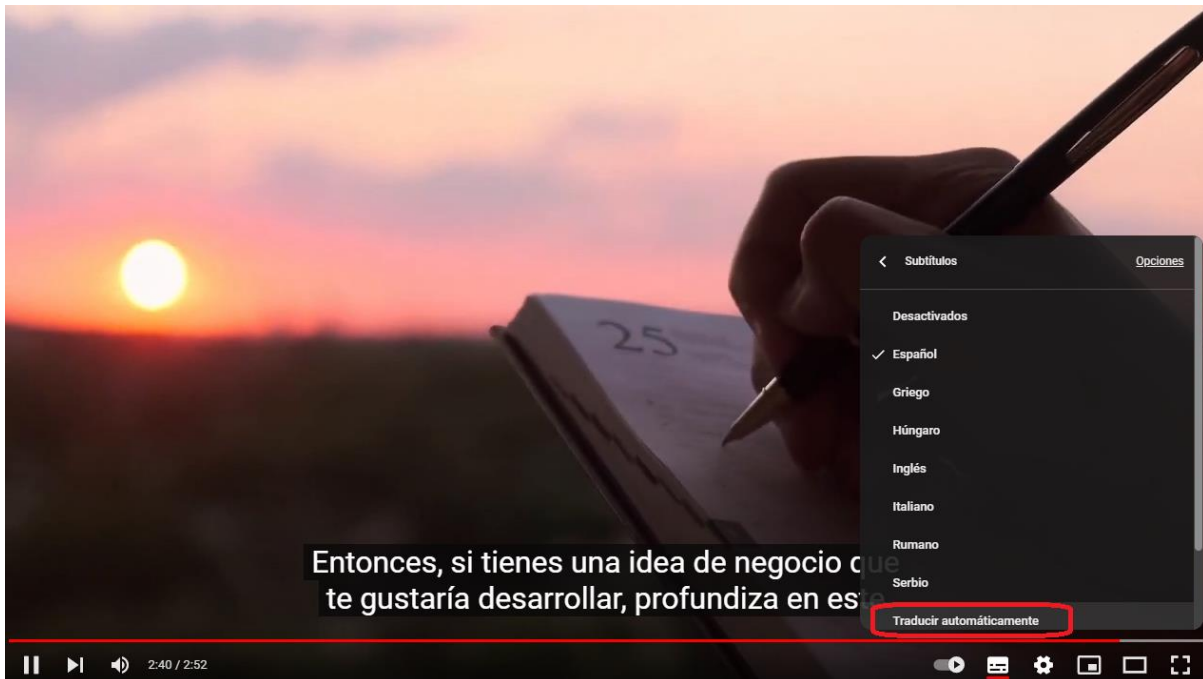 25
Subtítulos
Opciones
Desactivados
Español
Griego
Húngaro
Inglés
Italiano
Rumano
Serbio
Traducir automáticamente
Entonces, si tienes una idea de negocio que
te gustaría desarrollar, profundiza en este
2:40 / 2:52